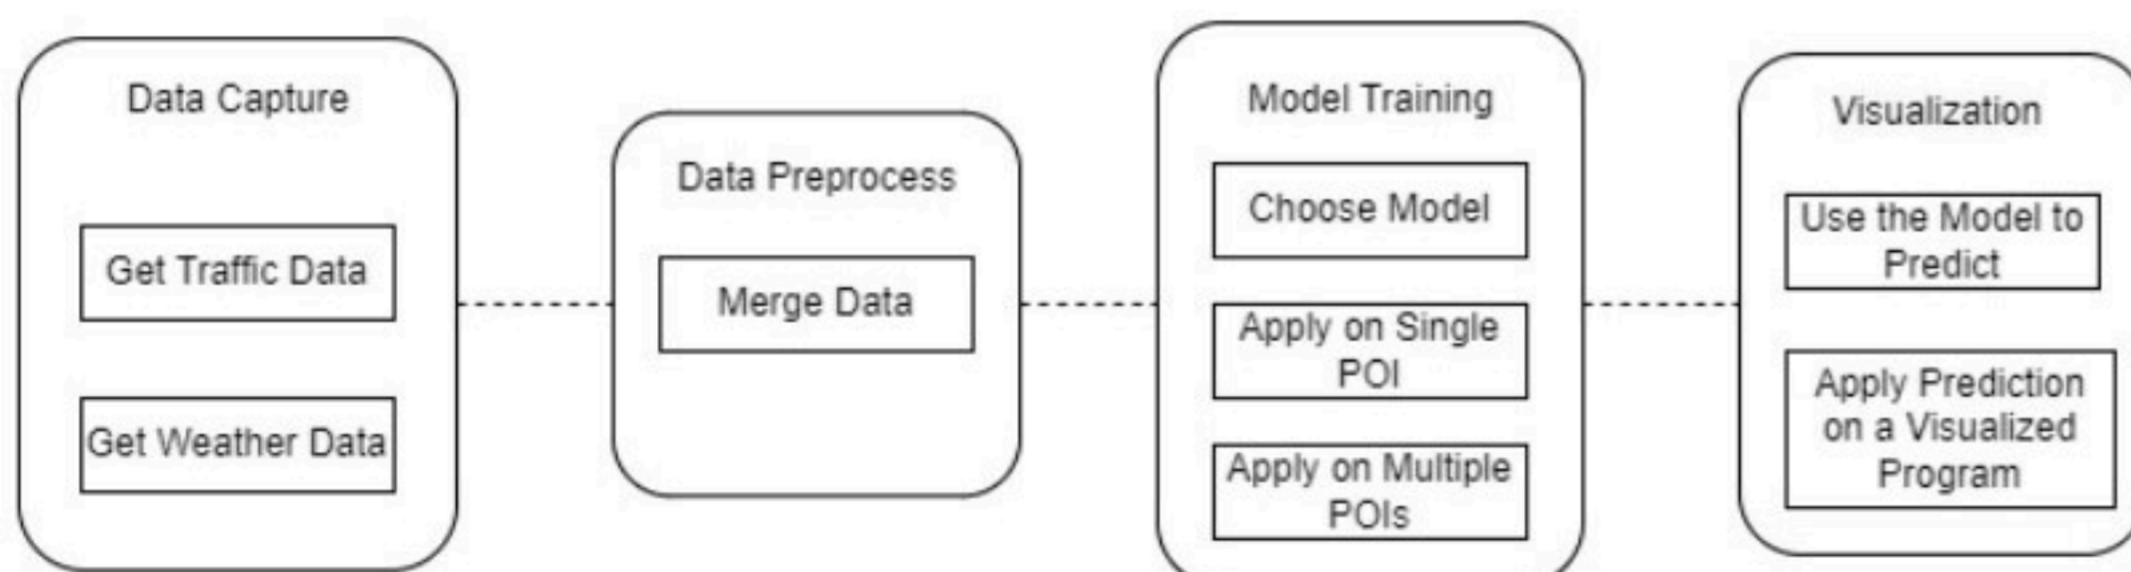 Data Capture
Get Traffic Data
Get Weather Data
Data Preprocess
Merge Data
Model Training
Choose Model
Apply on Single
POI
Apply on Multiple
POIs
Visualization
Use the Model to
Predict
Apply Prediction
on a Visualized
Program